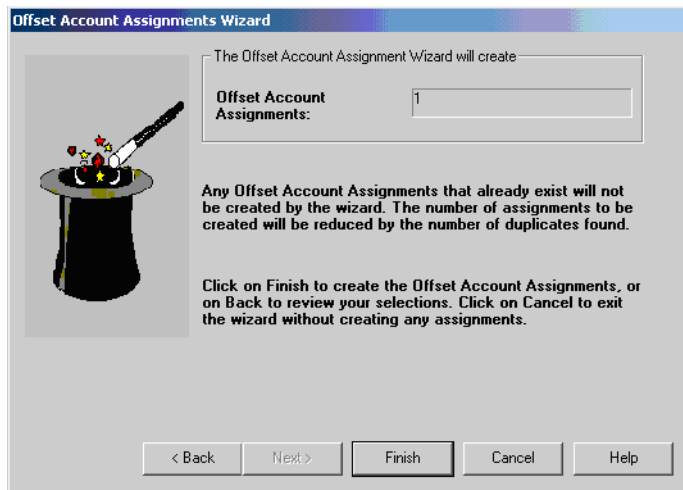 Offset Account Assignments Wizard
The Offset Account Assignment Wizard will create
Offset Account
Assignments:
1
Any Offset Account Assignments that already exist will not
be created by the wizard. The number of assignments to be
created will be reduced by the number of duplicates found.
Click on Finish to create the Offset Account Assignments, or
on Back to review your selections. Click on Cancel to exit
the wizard without creating any assignments.
< Back
Next >
Finish
Cancel
Help